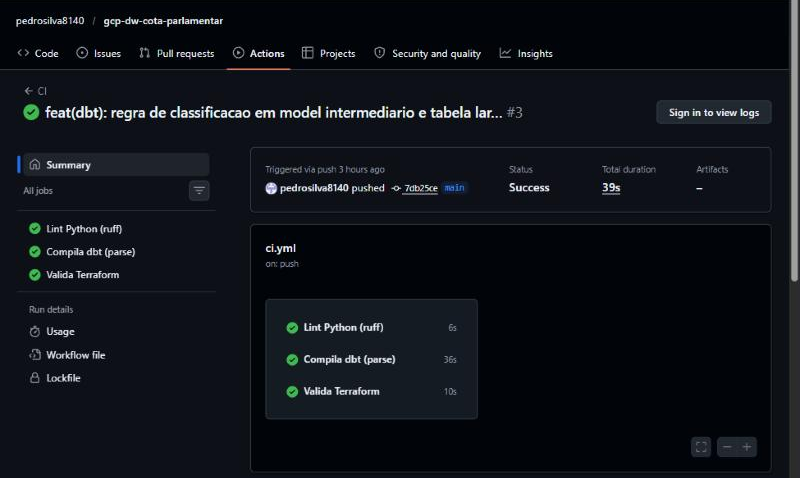 pedrosilva8140 / gcp-dw-cota-parlamentar
Code Issues Pull requests Actions Projects Security and quality Insights
← CI
feat(dbt): regra de classificacao em model intermediario e tabela lar... #3
Sign in to view logs
Summary
All jobs
Lint Python (ruff)
Compila dbt (parse)
Valida Terraform
Run details
Usage
Workflow file
Lockfile
Triggered via push 3 hours ago
pedrosilva8140 pushed 7db25ce main
Status
Success
Total duration
39s
Artifacts
–
ci.yml
on: push
Lint Python (ruff) 6s
Compila dbt (parse) 36s
Valida Terraform 10s